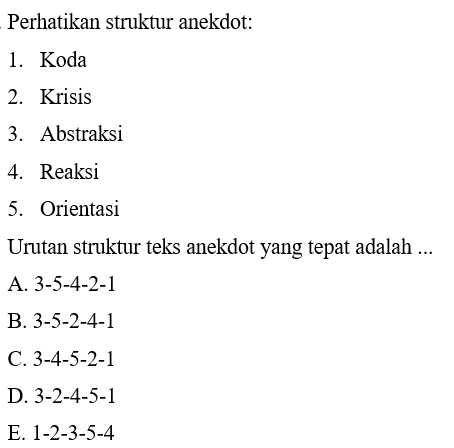 Perhatikan struktur anekdot:
1. Koda
2. Krisis
3. Abstraksi
4. Reaksi
5. Orientasi
Urutan struktur teks anekdot yang tepat adalah ...
A. 3-5-4-2-1
B. 3-5-2-4-1
C. 3-4-5-2-1
D. 3-2-4-5-1
E. 1-2-3-5-4